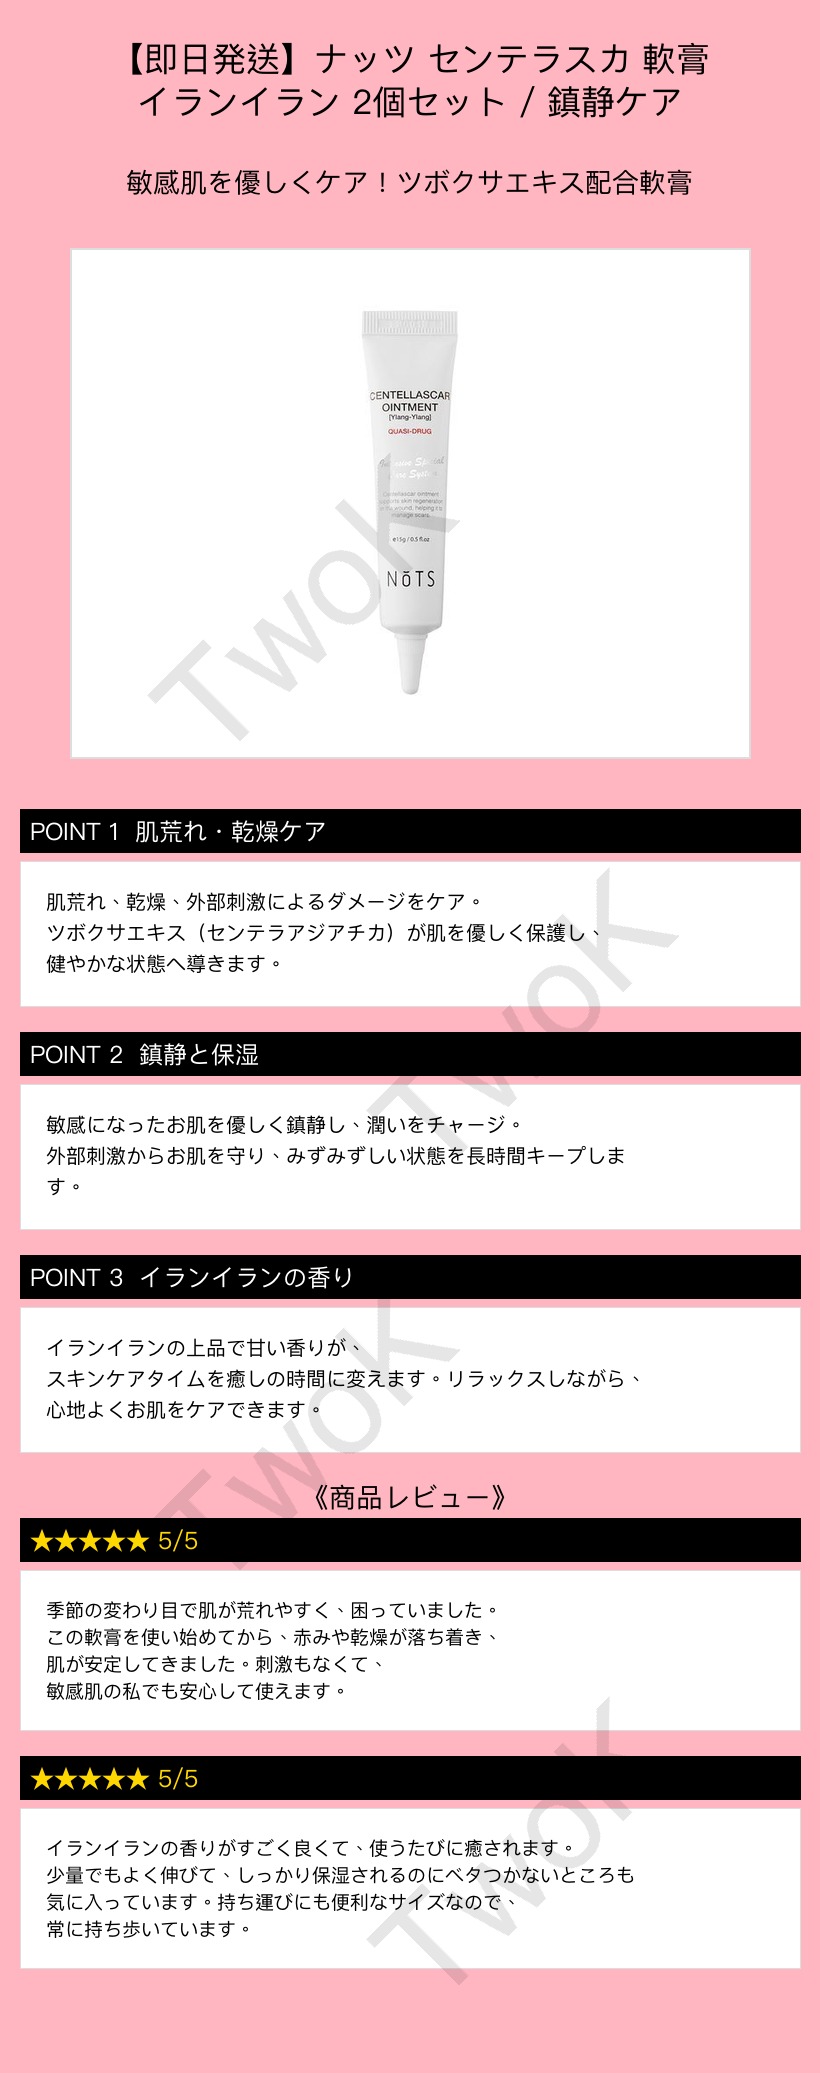 【即日発送】ナッツ センテラスカ 軟膏
イランイラン 2個セット / 鎮静ケア
敏感肌を優しくケア！ツボクサエキス配合軟膏
CENTELLASCAR
OINTMENT
[Ylang-Ylang]
QUASI-DRUG
Centellascar ointment
supports skin regeneration
of the wound, helping it to
manage scars.
e15g / 0.5 fl.oz
NōTS
TwoK
POINT 1 肌荒れ・乾燥ケア
肌荒れ、乾燥、外部刺激によるダメージをケア。
ツボクサエキス（センテラアジアチカ）が肌を優しく保護し、
健やかな状態へ導きます。
TwoK
POINT 2 鎮静と保湿
敏感になったお肌を優しく鎮静し、潤いをチャージ。
外部刺激からお肌を守り、みずみずしい状態を長時間キープしま
す。
POINT 3 イランイランの香り
イランイランの上品で甘い香りが、
スキンケアタイムを癒しの時間に変えます。リラックスしながら、
心地よくお肌をケアできます。
TwoK
《商品レビュー》
★★★★★ 5/5
季節の変わり目で肌が荒れやすく、困っていました。
この軟膏を使い始めてから、赤みや乾燥が落ち着き、
肌が安定してきました。刺激もなくて、
敏感肌の私でも安心して使えます。
★★★★★ 5/5
イランイランの香りがすごく良くて、使うたびに癒されます。
少量でもよく伸びて、しっかり保湿されるのにベタつかないところも
気に入っています。持ち運びにも便利なサイズなので、
常に持ち歩いています。
TwoK